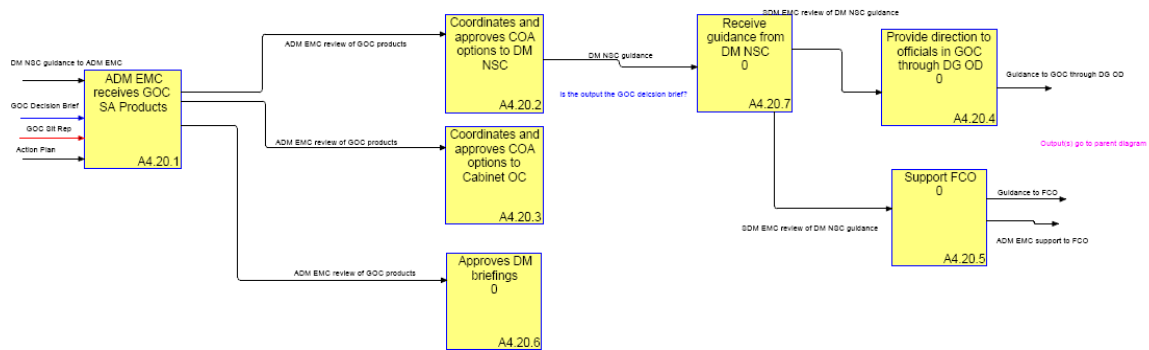 DM NSC guidance to ADM EMC
GOC Decision Brief
GOC Sit Rep
Action Plan
ADM EMC
receives GOC
SA Products
A4.20.1
ADM EMC review of GOC products
ADM EMC review of GOC products
ADM EMC review of GOC products
Coordinates and
approves COA
options to DM
NSC
A4.20.2
Coordinates and
approves COA
options to
Cabinet OC
A4.20.3
Approves DM
briefings
0
A4.20.6
DM NSC guidance
Is the output the GOC deicsion brief?
SDM EMC review of DM NSC guidance
Receive
guidance from
DM NSC
0
A4.20.7
SDM EMC review of DM NSC guidance
Provide direction to
officials in GOC
through DG OD
0
A4.20.4
Guidance to GOC through DG OD
Output(s) go to parent diagram
Support FCO
0
A4.20.5
Guidance to FCO
ADM EMC support to FCO